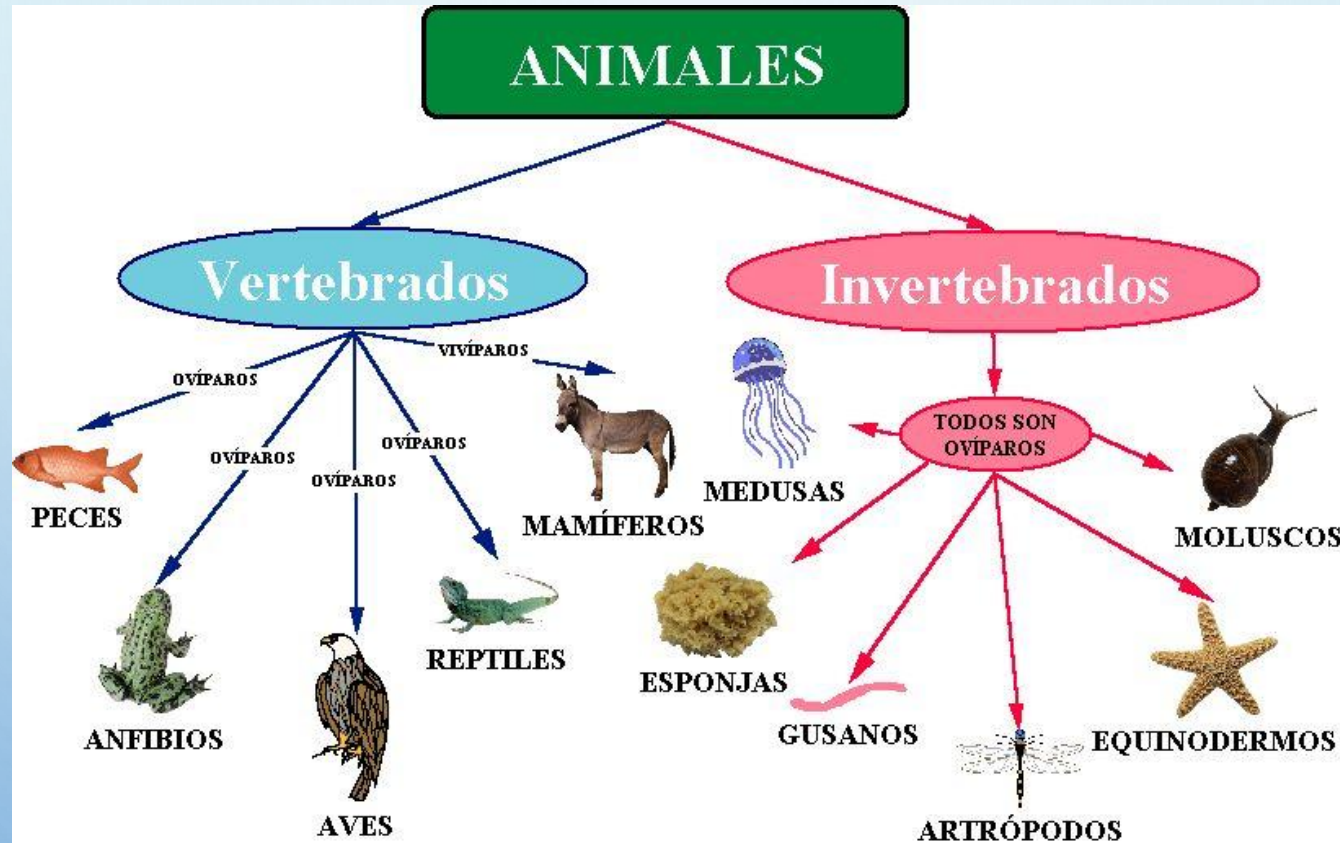 ANIMALES
Vertebrados
Invertebrados
OVÍPAROS
PECES
OVÍPAROS
ANFIBIOS
OVÍPAROS
AVES
OVÍPAROS
REPTILES
VIVÍPAROS
MAMÍFEROS
TODOS SON
OVÍPAROS
MEDUSAS
ESPONJAS
GUSANOS
ARTRÓPODOS
EQUINODERMOS
MOLUSCOS